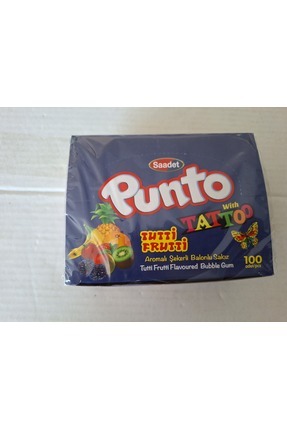 Saadet
Punto
With
TATTOO
TUTTI
FRUTTI
Aromalı Şekerli Balonlu Sakız
Tutti Frutti Flavoured Bubble Gum
100